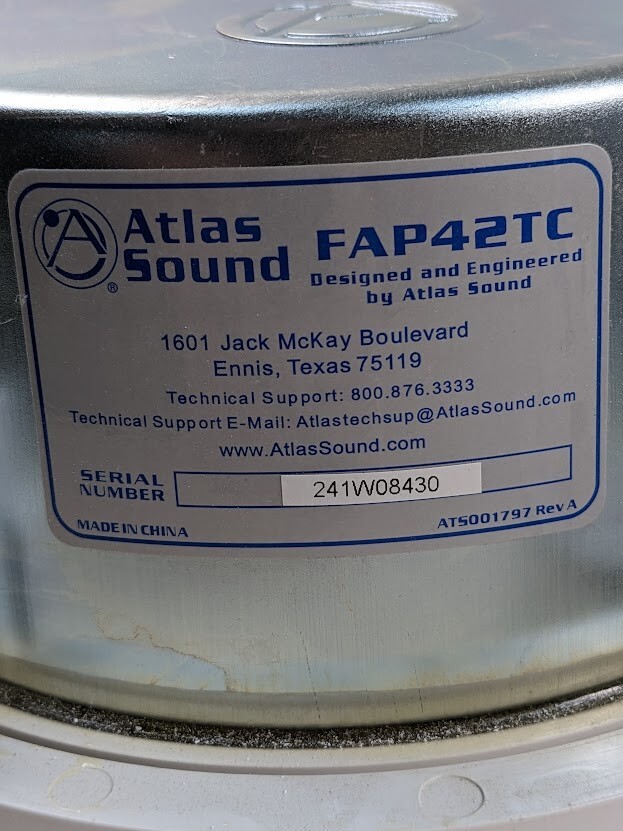 Atlas
Sound
®
FAP42TC
Designed and Engineered
by Atlas Sound
1601 Jack McKay Boulevard
Ennis, Texas 75119
Technical Support: 800.876.3333
Technical Support E-Mail: Atlastechsup@AtlasSound.com
www.AtlasSound.com
SERIAL
NUMBER
241W08430
MADE IN CHINA
ATS001797 Rev A